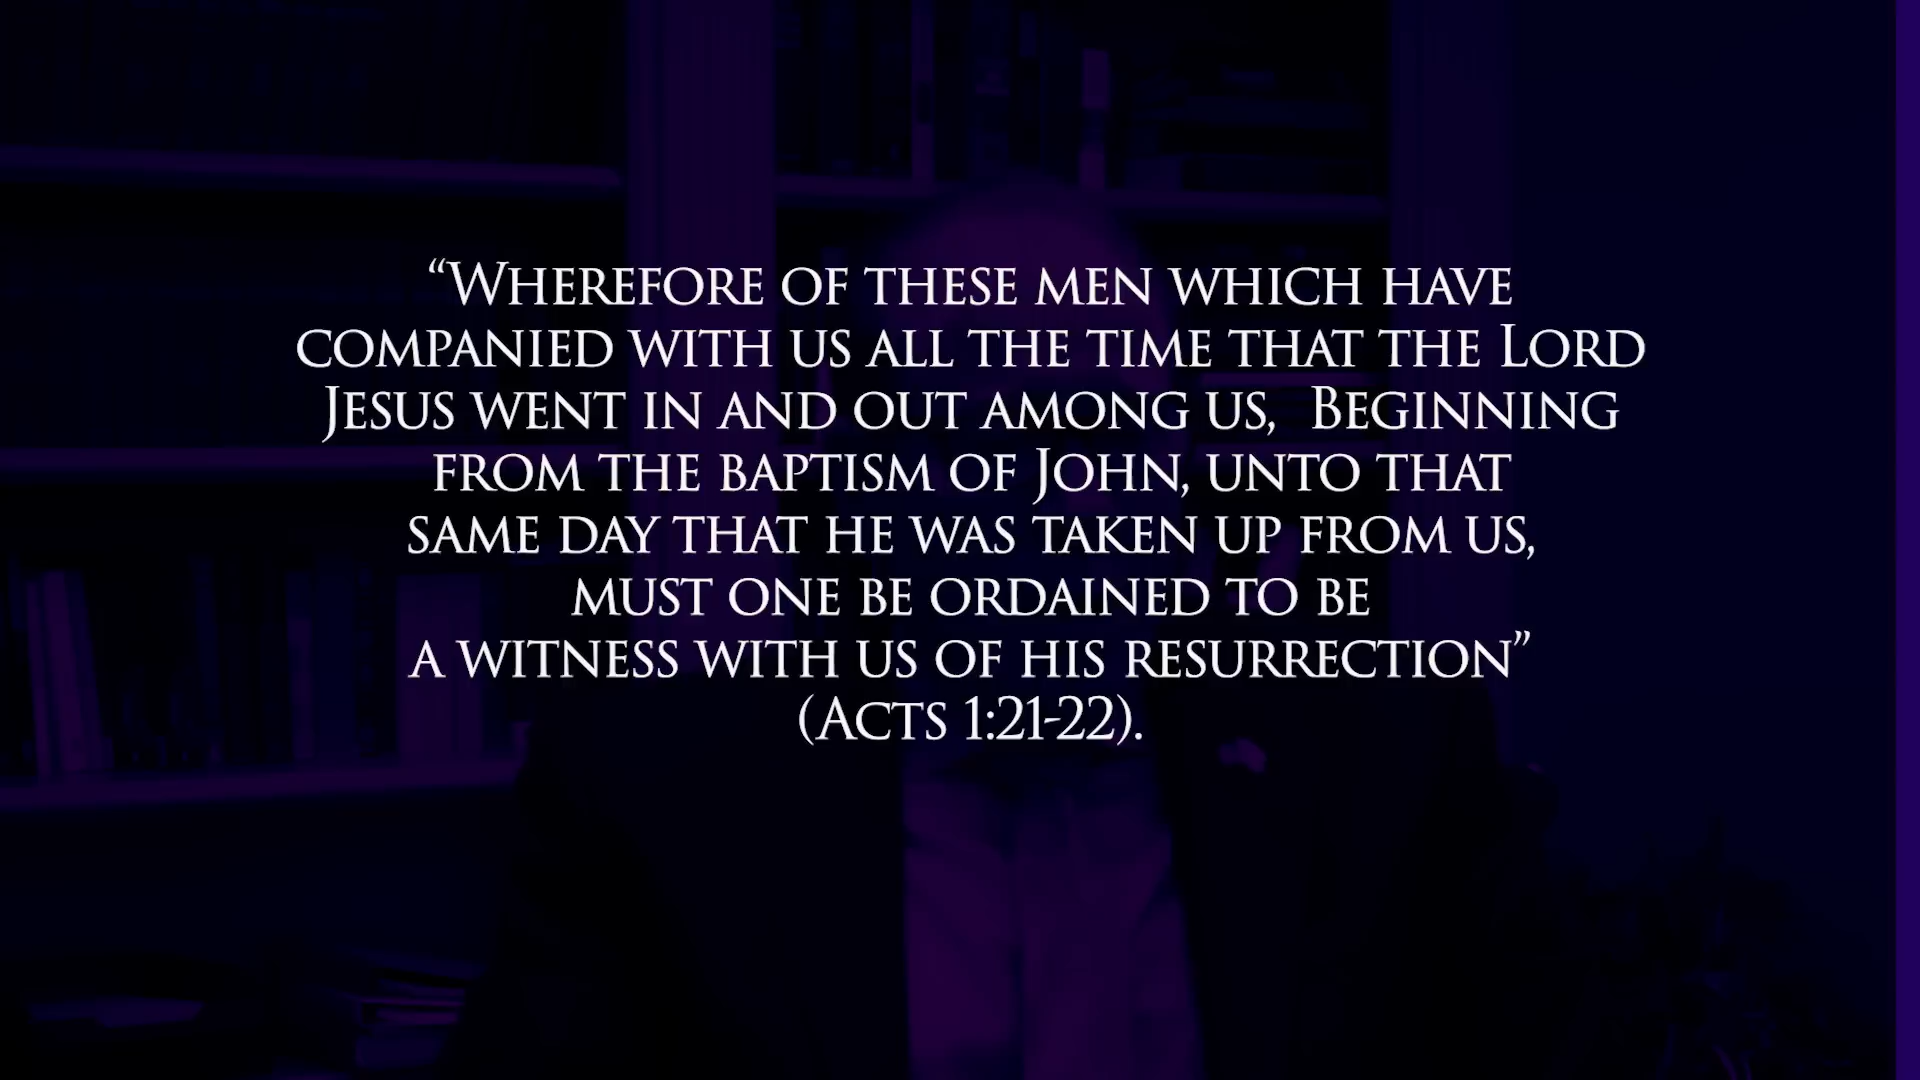 “Wherefore of these men which have
companied with us all the time that the Lord
Jesus went in and out among us,  Beginning
from the baptism of John, unto that
same day that he was taken up from us,
must one be ordained to be
a witness with us of his resurrection”
(Acts 1:21-22).